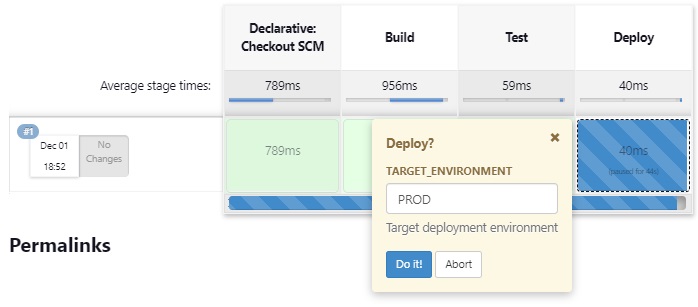 Declarative:
Checkout SCM
Build
Test
Deploy
Average stage times:
789ms
956ms
59ms
40ms
#1
Dec 01
18:52
No
Changes
789ms
40ms
(paused for 44s)
Deploy?
TARGET_ENVIRONMENT
PROD
Target deployment environment
Do it!
Abort
Permalinks